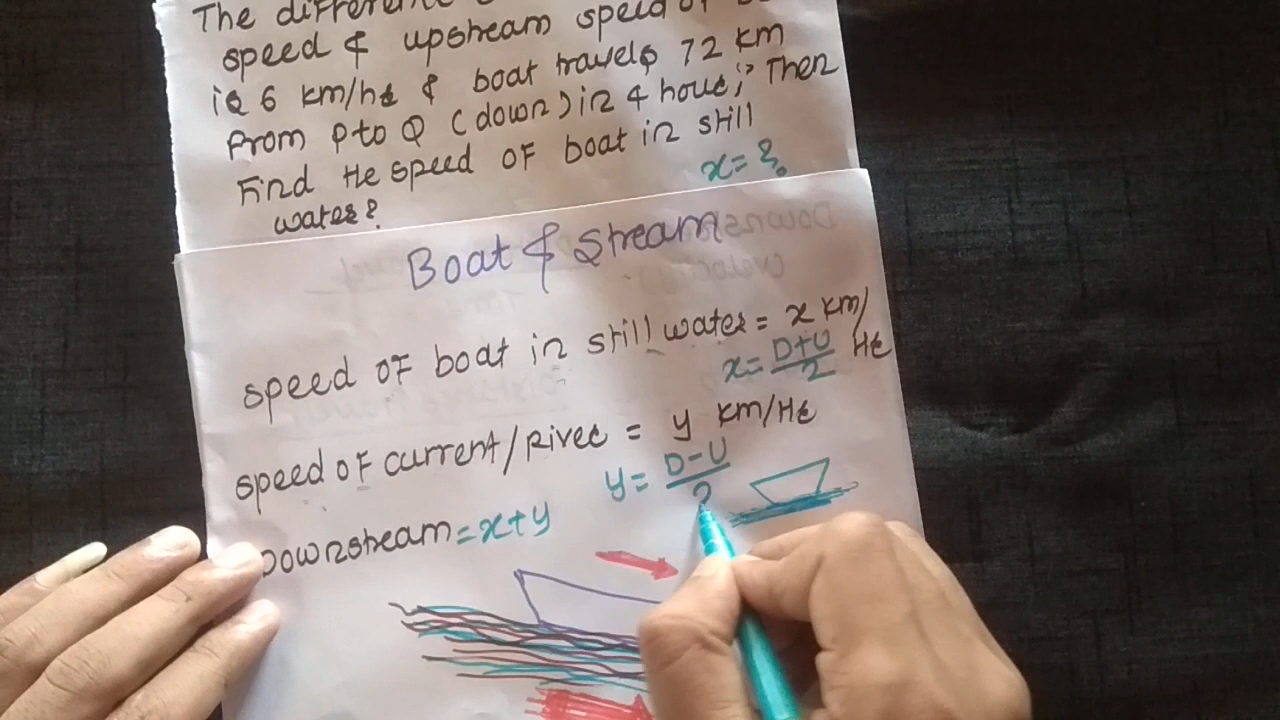 The difference
speed & upstream speed of
is 6 km/hr & boat travels 72 km
From P to Q (down) in 4 hour; Then
Find He speed of boat in still
water?
x = ?
Boat & Stream
speed of boat in still water = x km/
Hr
x = D+U/2
speed of current/River = y km/Hr
y = D-U/2
Downstream = x+y